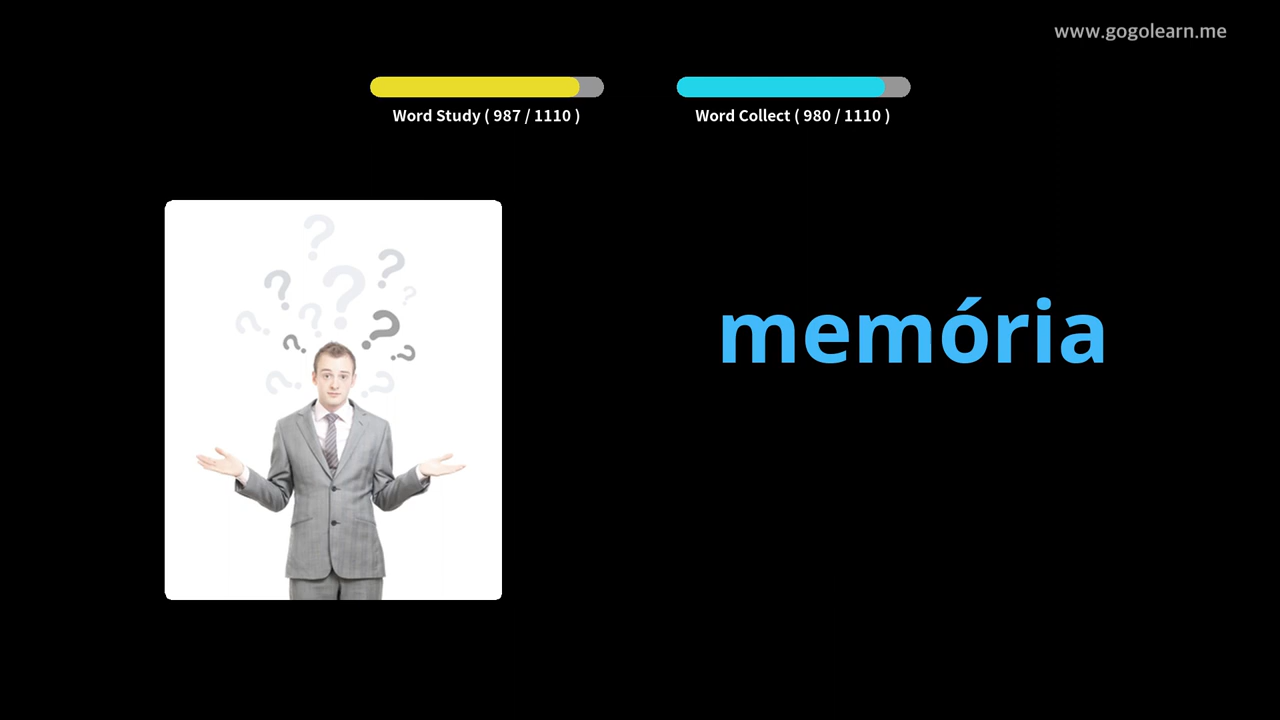 www.gogolearn.me
Word Study ( 987 / 1110 )
Word Collect ( 980 / 1110 )
? ? ? ? ? ? ? ? ? ? ?
memória